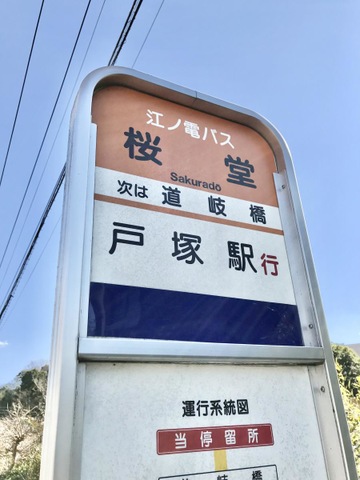 江ノ電バス
桜堂
Sakuradō
次は 道岐橋
戸塚駅行
運行系統図
当停留所